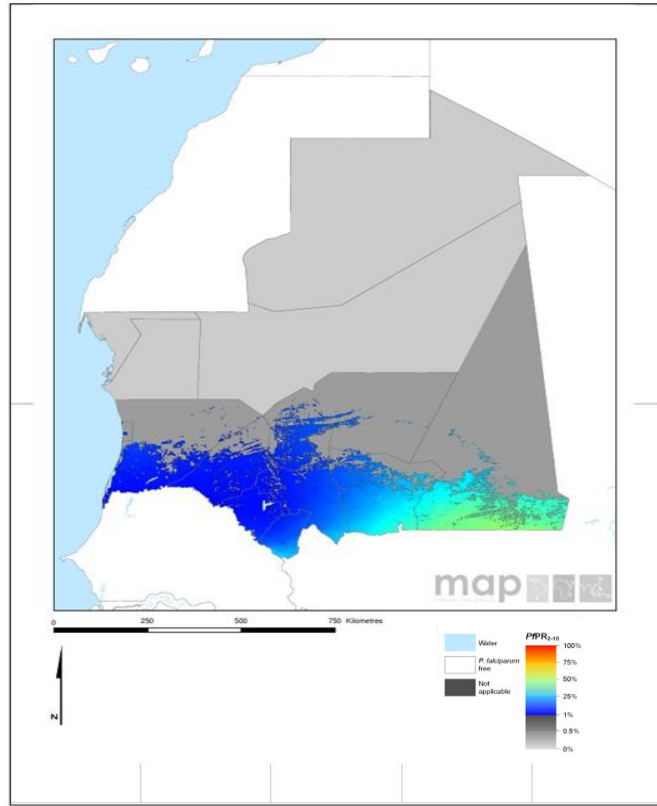 map
0 250 500 750 Kilometres
N
Water
P. falciparum
free
Not
applicable
PfPR2-10
100%
75%
50%
25%
1%
0.5%
0%